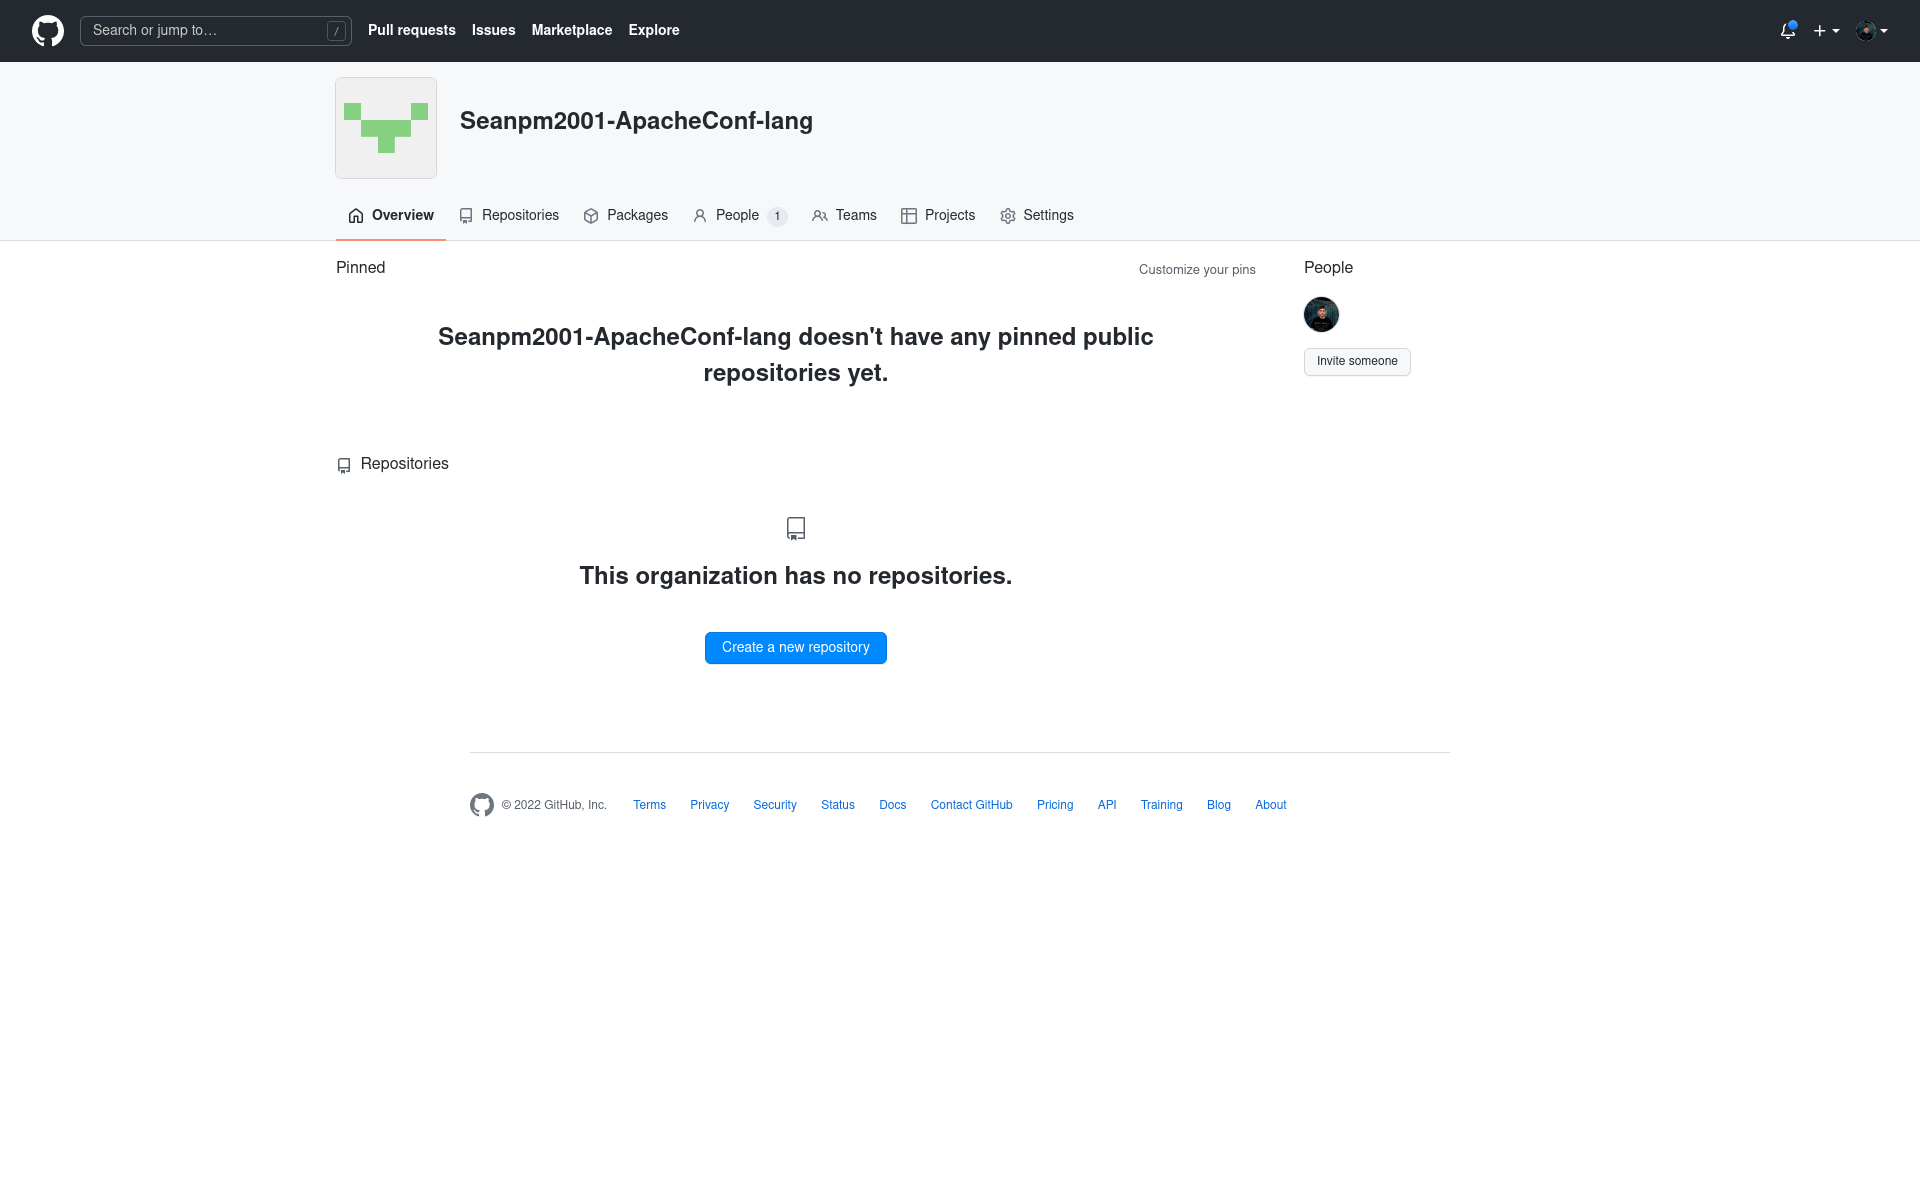 Search or jump to… /
Pull requests Issues Marketplace Explore
Seanpm2001-ApacheConf-lang
Overview Repositories Packages People 1 Teams Projects Settings
Pinned
Customize your pins
Seanpm2001-ApacheConf-lang doesn't have any pinned public
repositories yet.
People
Invite someone
Repositories
This organization has no repositories.
Create a new repository
© 2022 GitHub, Inc. Terms Privacy Security Status Docs Contact GitHub Pricing API Training Blog About